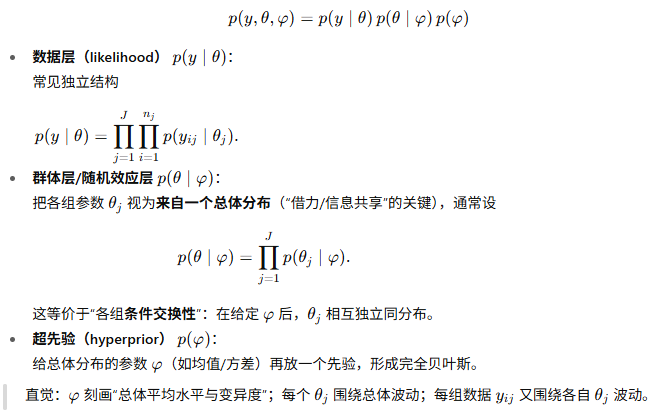 p(y, θ, φ) = p(y | θ) p(θ | φ) p(φ)
• 数据层（likelihood） p(y | θ)：
常见独立结构
p(y | θ) = ∏_{j=1}^{J} ∏_{i=1}^{n_j} p(y_{ij} | θ_j).
• 群体层/随机效应层 p(θ | φ)：
把各组参数 θ_j 视为来自一个总体分布（“借力/信息共享”的关键），通常设
p(θ | φ) = ∏_{j=1}^{J} p(θ_j | φ).
这等价于“各组条件交换性”：在给定 φ 后，θ_j 相互独立同分布。
• 超先验（hyperprior） p(φ)：
给总体分布的参数 φ（如均值/方差）再放一个先验，形成完全贝叶斯。
直觉：φ 刻画“总体平均水平与变异度”；每个 θ_j 围绕总体波动；每组数据 y_{ij} 又围绕各自 θ_j 波动。